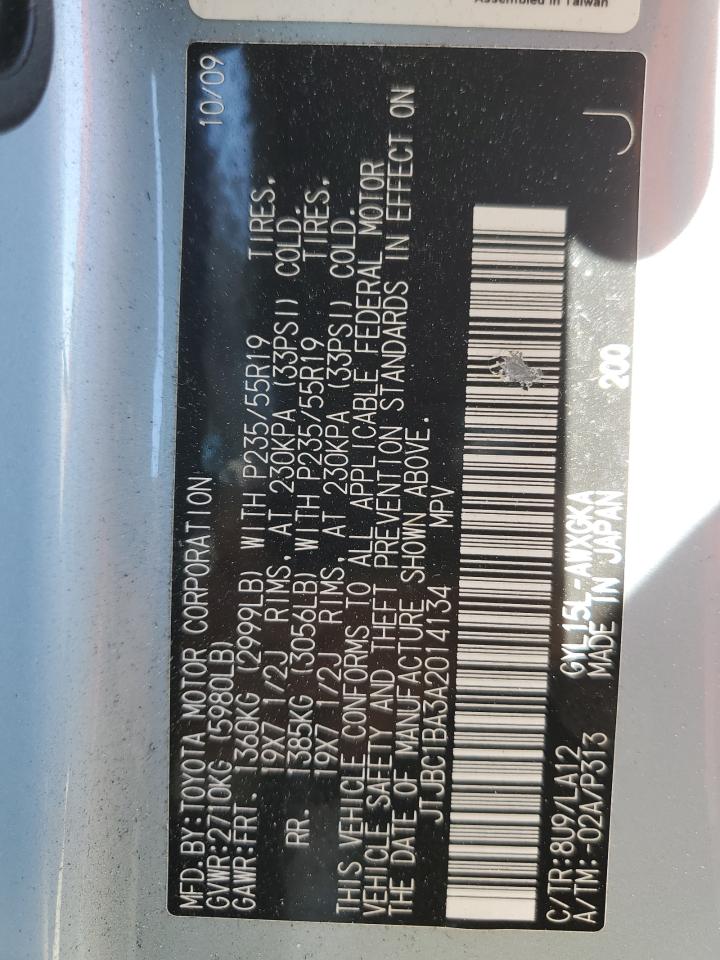 Assembled in Taiwan
MFD. BY: TOYOTA MOTOR CORPORATION 10/09
GVWR: 2710KG (5980LB)
GAWR: FRT. 1360KG (2999LB) WITH P235/55R19 TIRES,
19X7 1/2J RIMS, AT 230KPA (33PSI) COLD.
RR. 1385KG (3056LB) WITH P235/55R19 TIRES,
19X7 1/2J RIMS, AT 230KPA (33PSI) COLD.
THIS VEHICLE CONFORMS TO ALL APPLICABLE FEDERAL MOTOR
VEHICLE SAFETY AND THEFT PREVENTION STANDARDS IN EFFECT ON
THE DATE OF MANUFACTURE SHOWN ABOVE.
JTJBC1BA3A2014134 MPV
C/TR: 8U9/LA12 GYL15L-AWXGKA
A/TM: -02A/P313 MADE IN JAPAN 200 J